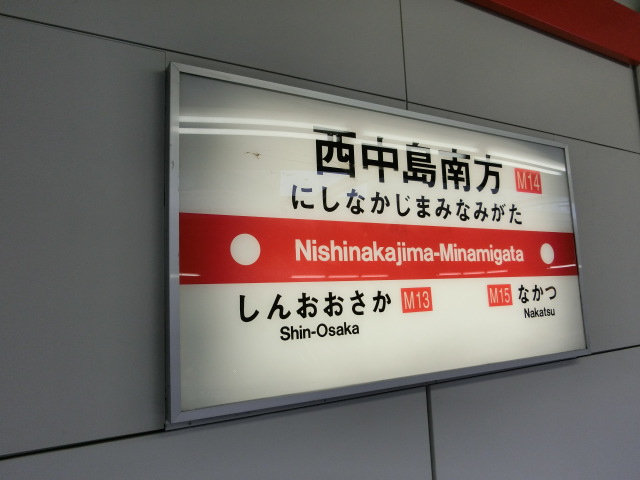 西中島南方 M14
にしなかじまみなみがた
Nishinakajima-Minamigata
しんおおさか M13 M15 なかつ
Shin-Osaka Nakatsu